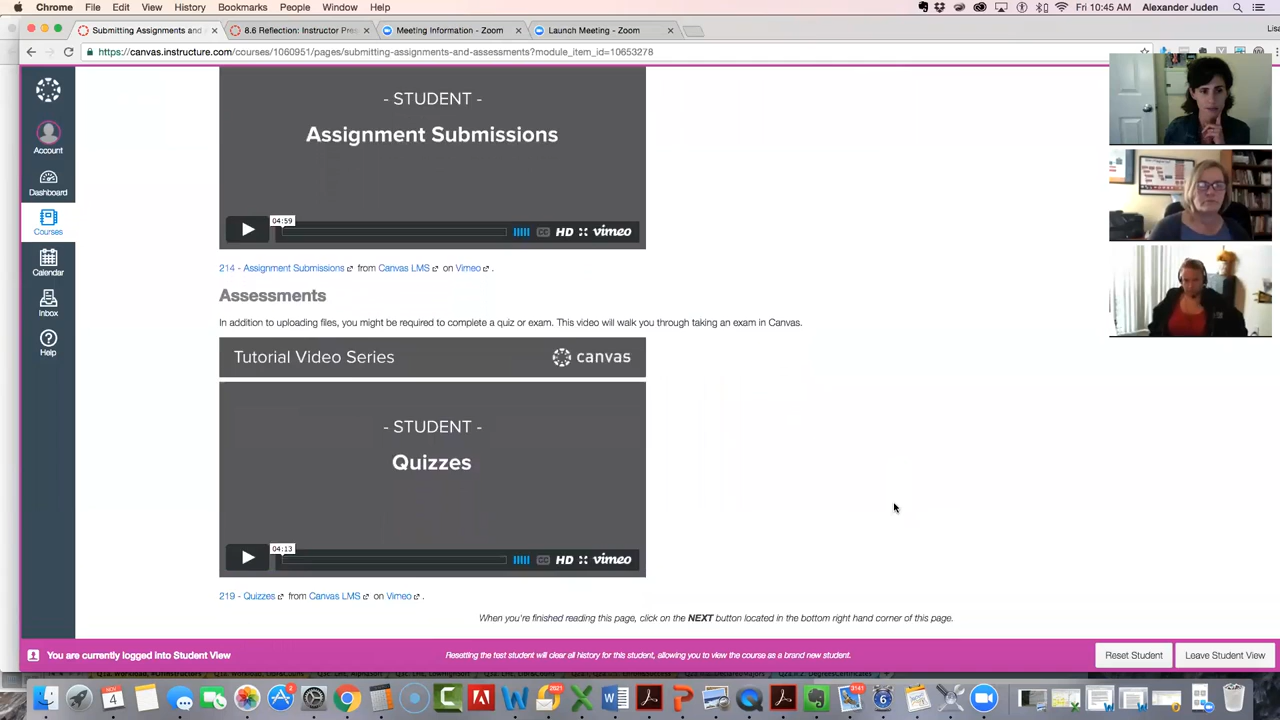 Chrome File Edit View History Bookmarks People Window Help Fri 10:45 AM Alexander Juden
Submitting Assignments and 8.6 Reflection: Instructor Pres Meeting Information - Zoom Launch Meeting - Zoom Lisa
https://canvas.instructure.com/courses/1060951/pages/submitting-assignments-and-assessments?module_item_id=10653278
Account
Dashboard
Courses
Calendar
Inbox
Help
- STUDENT -
Assignment Submissions
04:59
CC HD vimeo
214 - Assignment Submissions from Canvas LMS on Vimeo .
Assessments
In addition to uploading files, you might be required to complete a quiz or exam. This video will walk you through taking an exam in Canvas.
Tutorial Video Series canvas
- STUDENT -
Quizzes
04:13
CC HD vimeo
219 - Quizzes from Canvas LMS on Vimeo .
When you're finished reading this page, click on the NEXT button located in the bottom right hand corner of this page.
You are currently logged into Student View Resetting the test student will clear all history for this student, allowing you to view the course as a brand new student. Reset Student Leave Student View